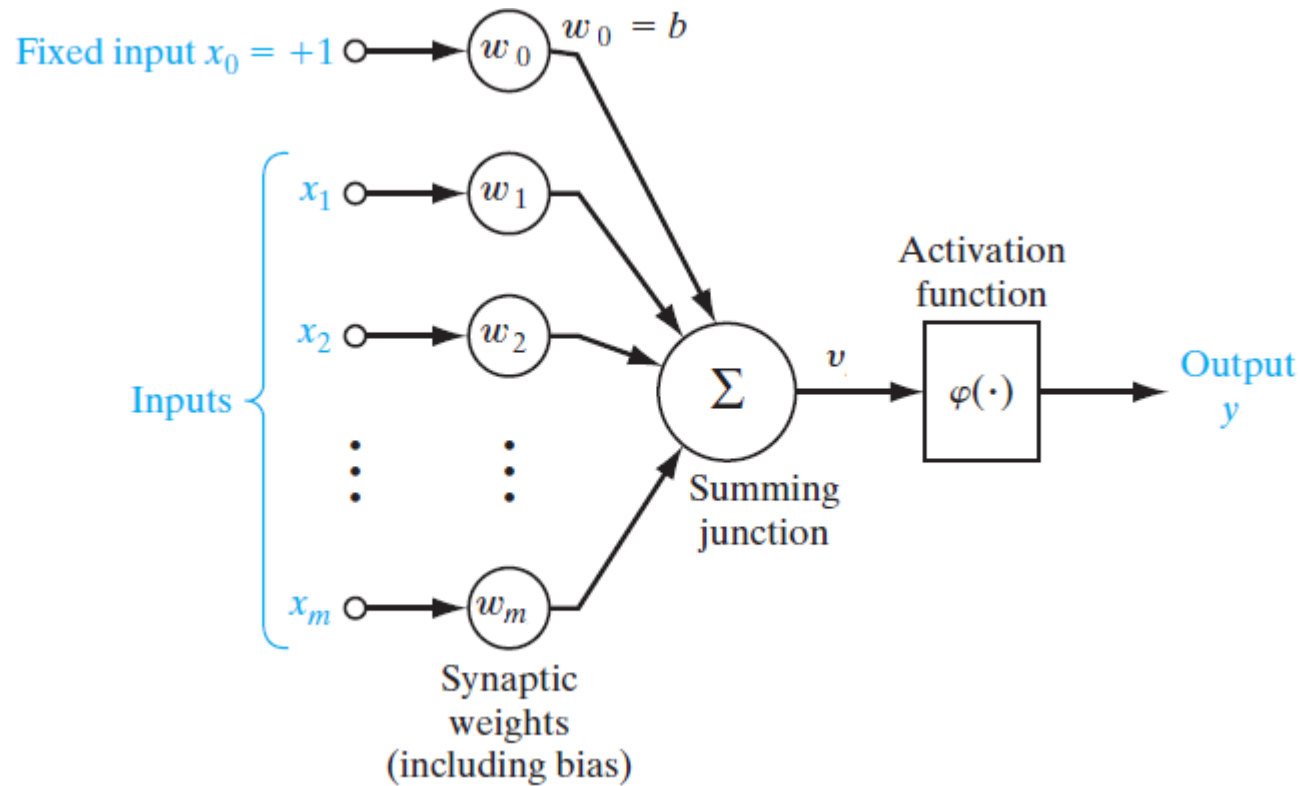 Fixed input x₀ = +1
w₀
w₀ = b
x₁
w₁
x₂
w₂
Inputs
xₘ
wₘ
Synaptic
weights
(including bias)
Σ
Summing
junction
v
Activation
function
φ(·)
Output
y